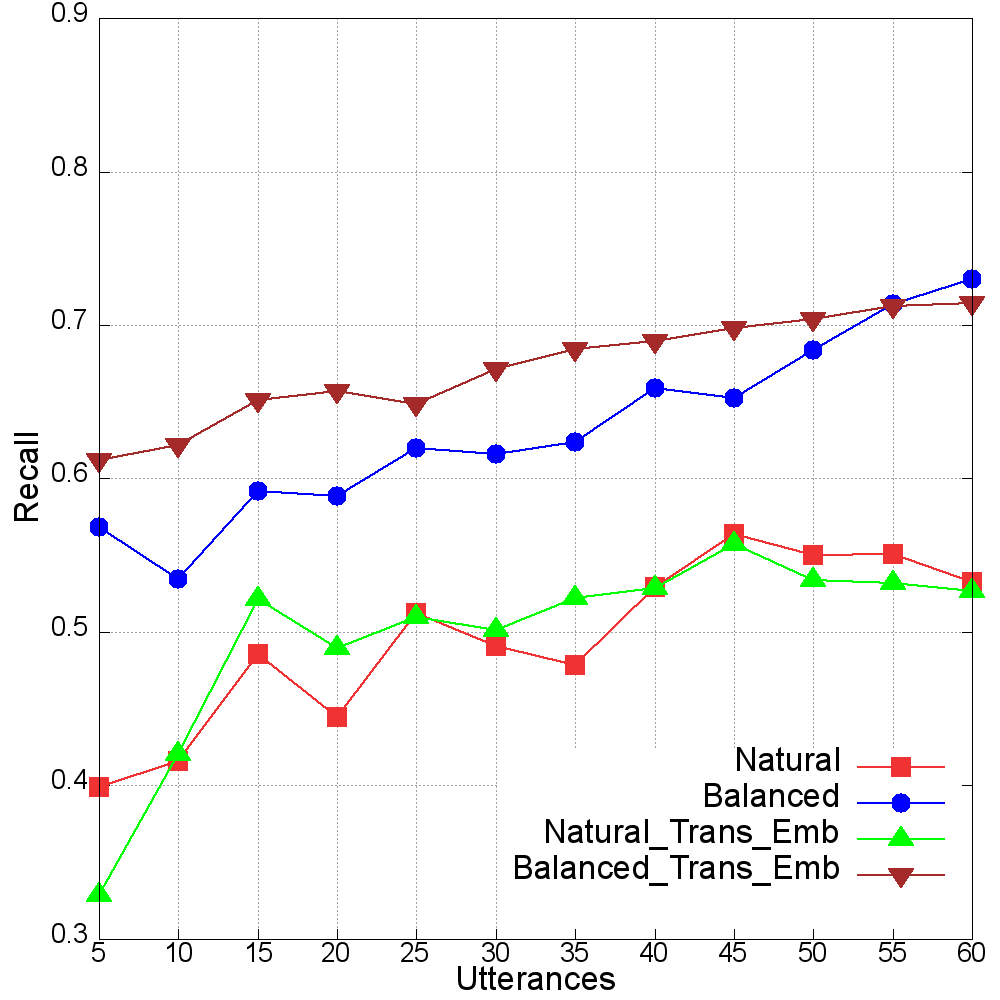 0.9
0.8
0.7
0.6
0.5
0.4
0.3
Recall
5 10 15 20 25 30 35 40 45 50 55 60
Utterances
Natural
Balanced
Natural_Trans_Emb
Balanced_Trans_Emb